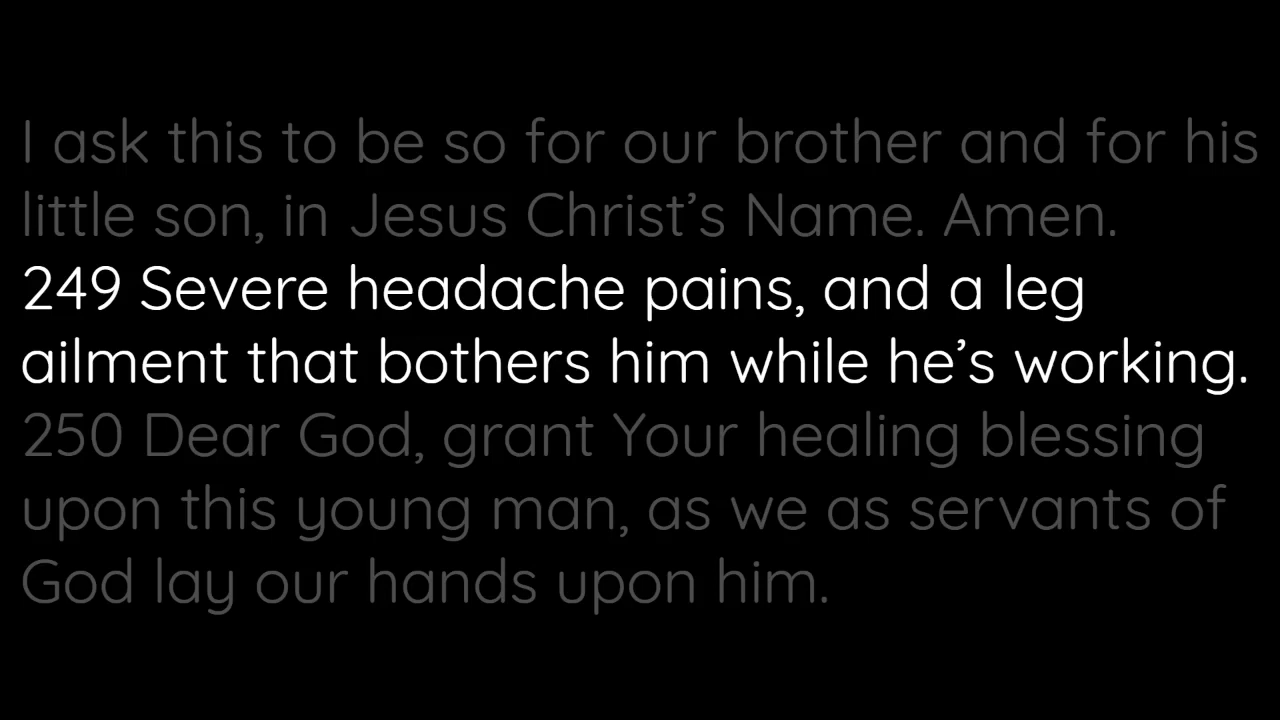 I ask this to be so for our brother and for his
little son, in Jesus Christ’s Name. Amen.
249 Severe headache pains, and a leg
ailment that bothers him while he’s working.
250 Dear God, grant Your healing blessing
upon this young man, as we as servants of
God lay our hands upon him.